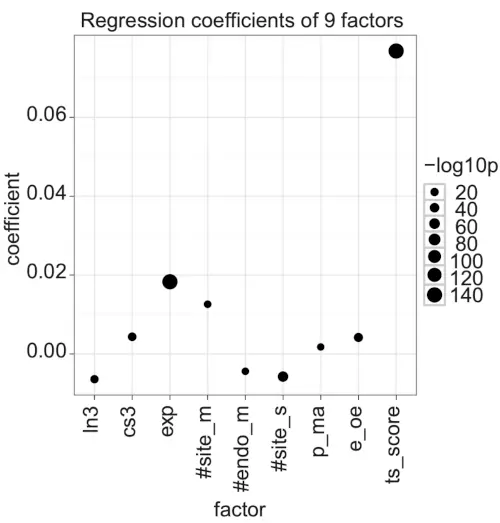 Regression coefficients of 9 factors
0.06
0.04
0.02
0.00
coefficient
ln3
cs3
exp
#site_m
#endo_m
#site_s
p_ma
e_oe
ts_score
factor
−log10p
20
40
60
80
100
120
140